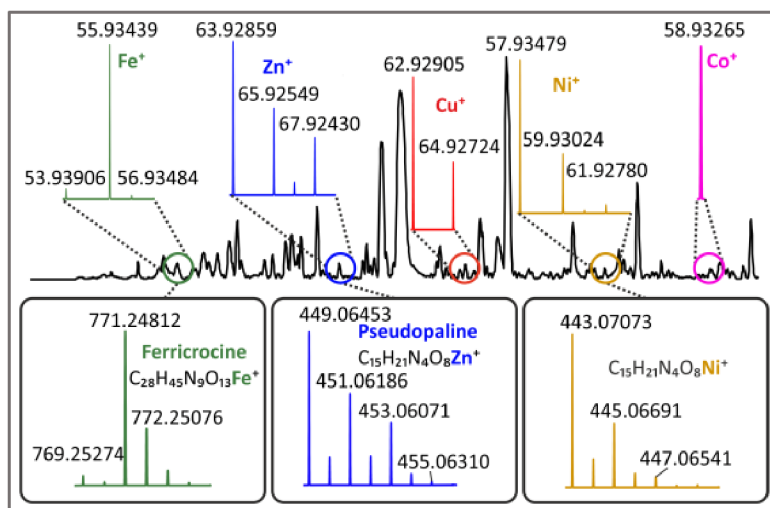 55.93439
Fe⁺
53.93906
56.93484
63.92859
Zn⁺
65.92549
67.92430
62.92905
Cu⁺
64.92724
57.93479
Ni⁺
59.93024
61.92780
58.93265
Co⁺
771.24812
Ferricrocine
C₂₈H₄₅N₉O₁₃Fe⁺
772.25076
769.25274
449.06453
Pseudopaline
C₁₅H₂₁N₄O₈Zn⁺
451.06186
453.06071
455.06310
443.07073
C₁₅H₂₁N₄O₈Ni⁺
445.06691
447.06541